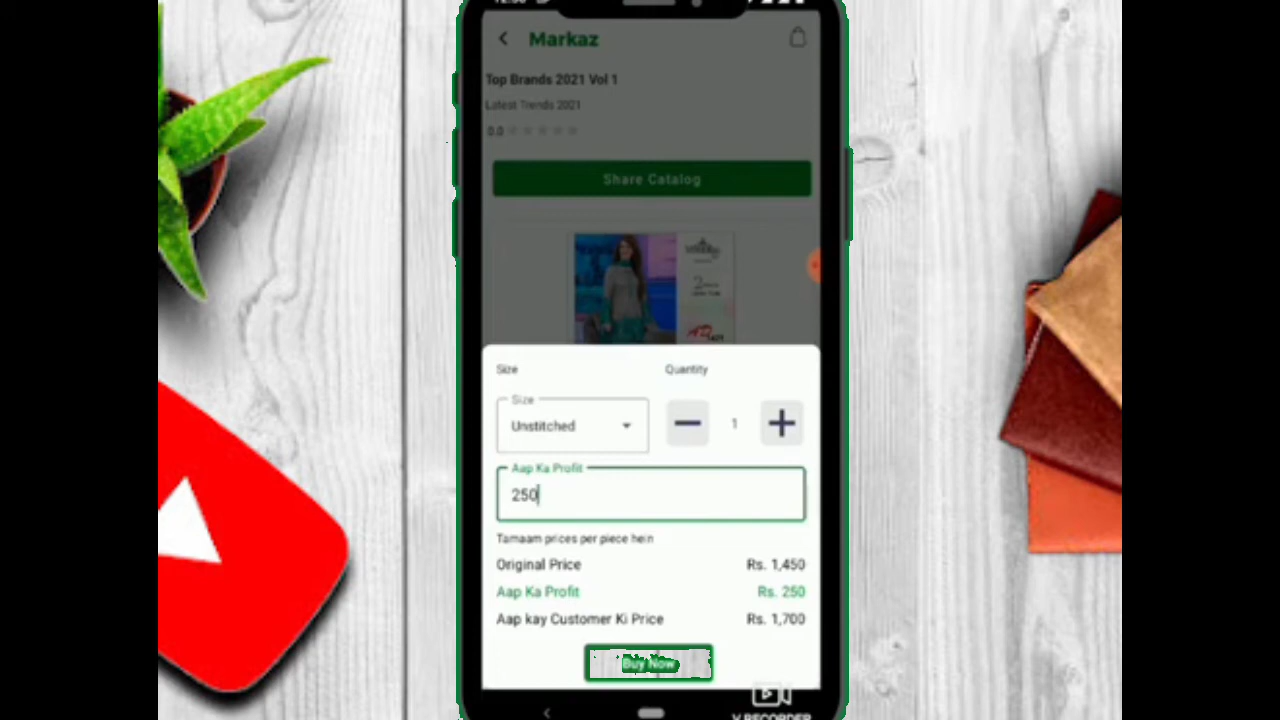 Markaz
Top Brands 2021 Vol 1
Latest Trends 2021
0.0
Share Catalog
Size
Quantity
Size
Unstitched
1
Aap Ka Profit
250
Tamaam prices per piece hein
Original Price
Rs. 1,450
Aap Ka Profit
Rs. 250
Aap kay Customer Ki Price
Rs. 1,700
Buy Now
V RECORDER